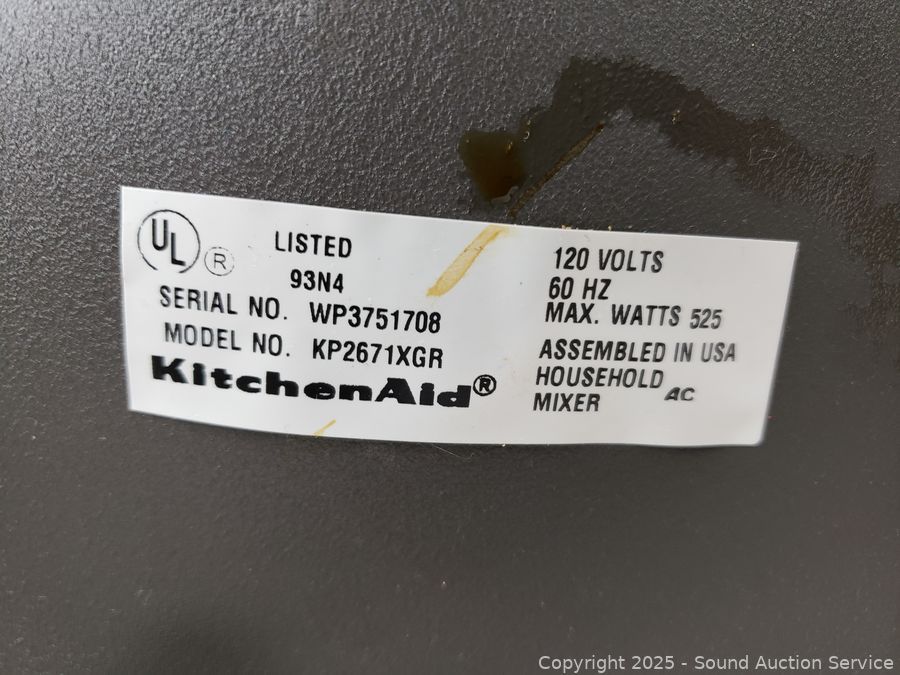 UL ® LISTED
93N4
SERIAL NO. WP3751708
MODEL NO. KP2671XGR
KitchenAid®
120 VOLTS
60 HZ
MAX. WATTS 525
ASSEMBLED IN USA
HOUSEHOLD AC
MIXER
Copyright © 2025 - Sound Auction Service